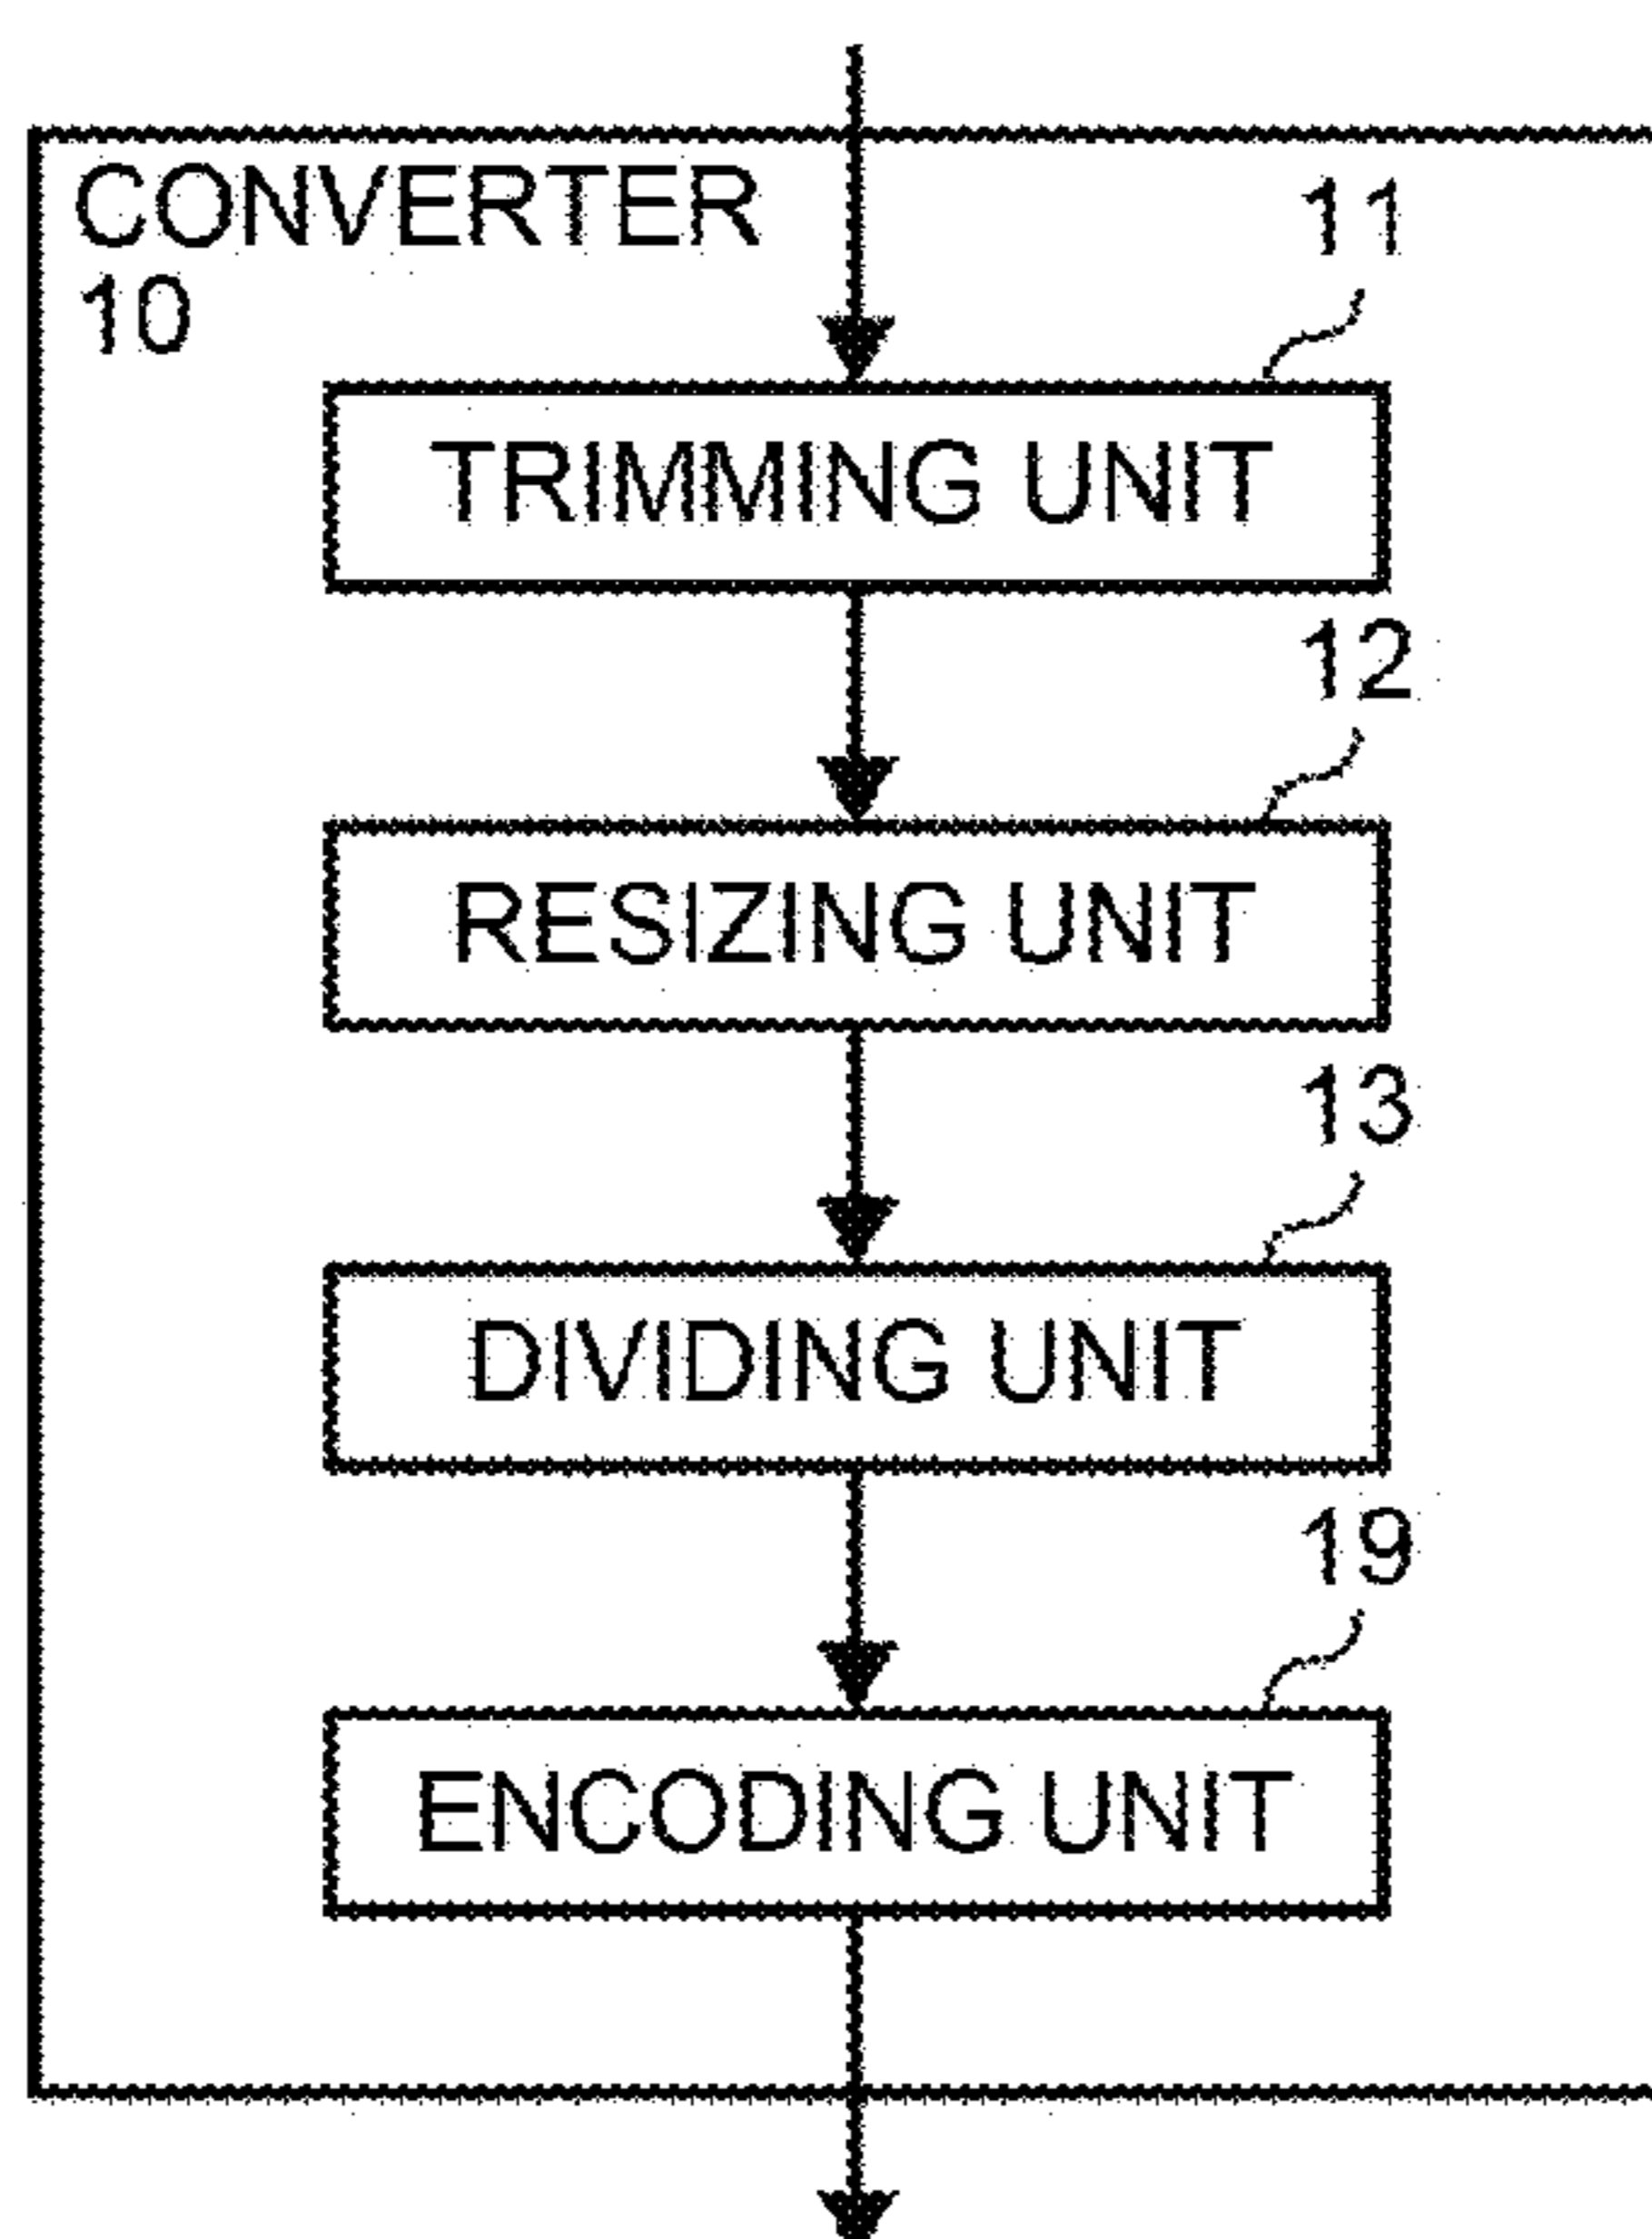 CONVERTER
10
11
TRIMMING UNIT
12
RESIZING UNIT
13
DIVIDING UNIT
19
ENCODING UNIT